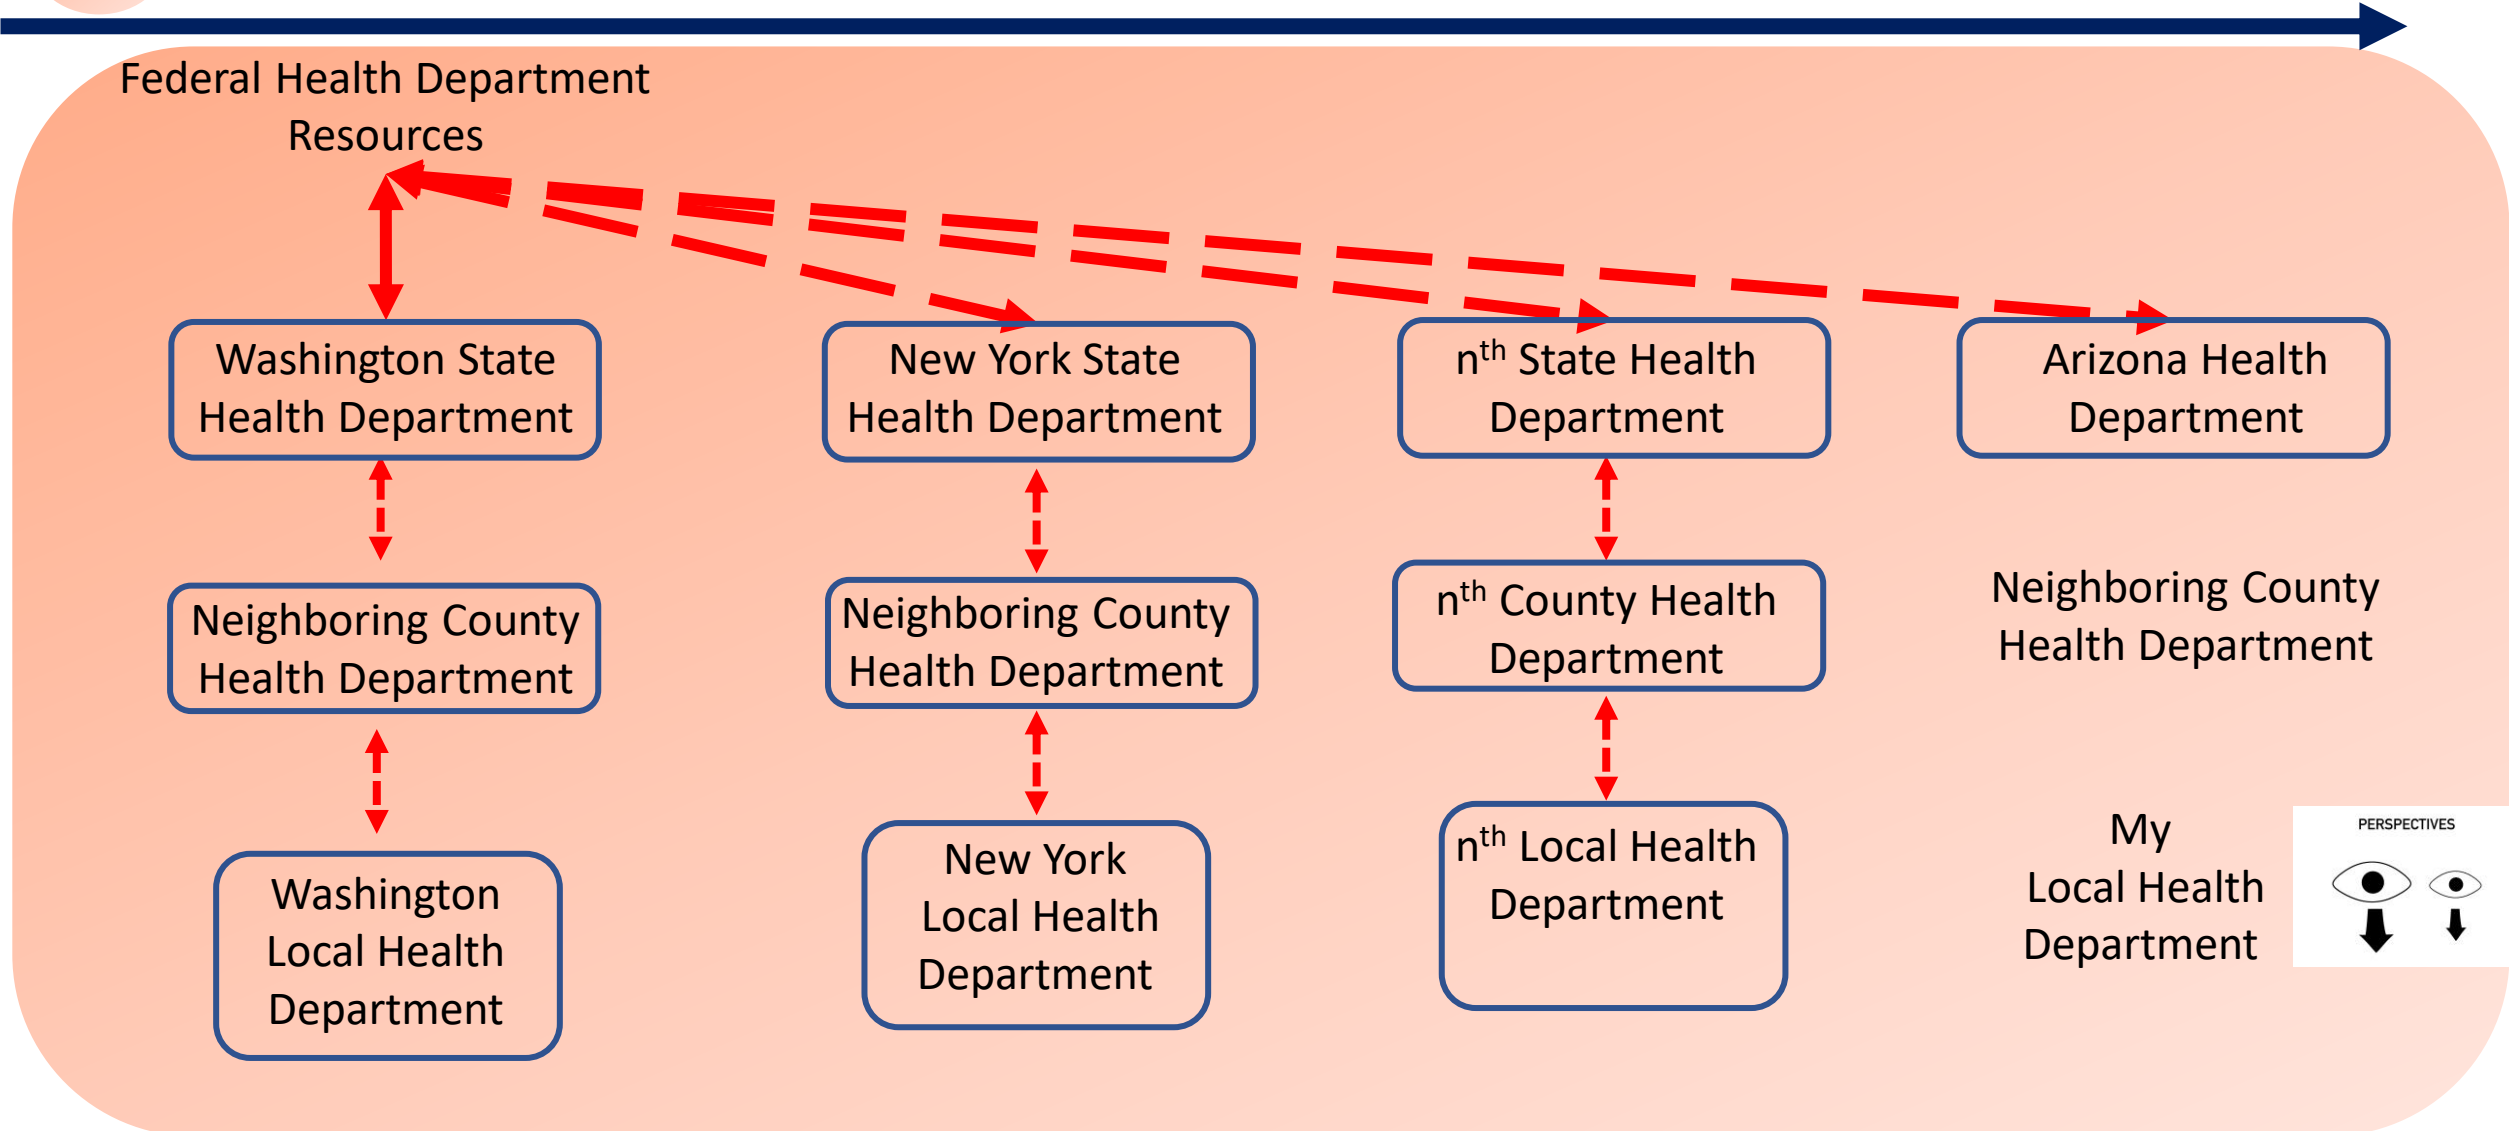 Federal Health Department
Resources
Washington State
Health Department
New York State
Health Department
nth State Health
Department
Arizona Health
Department
Neighboring County
Health Department
Neighboring County
Health Department
nth County Health
Department
Neighboring County
Health Department
Washington
Local Health
Department
New York
Local Health
Department
nth Local Health
Department
My
Local Health
Department
PERSPECTIVES